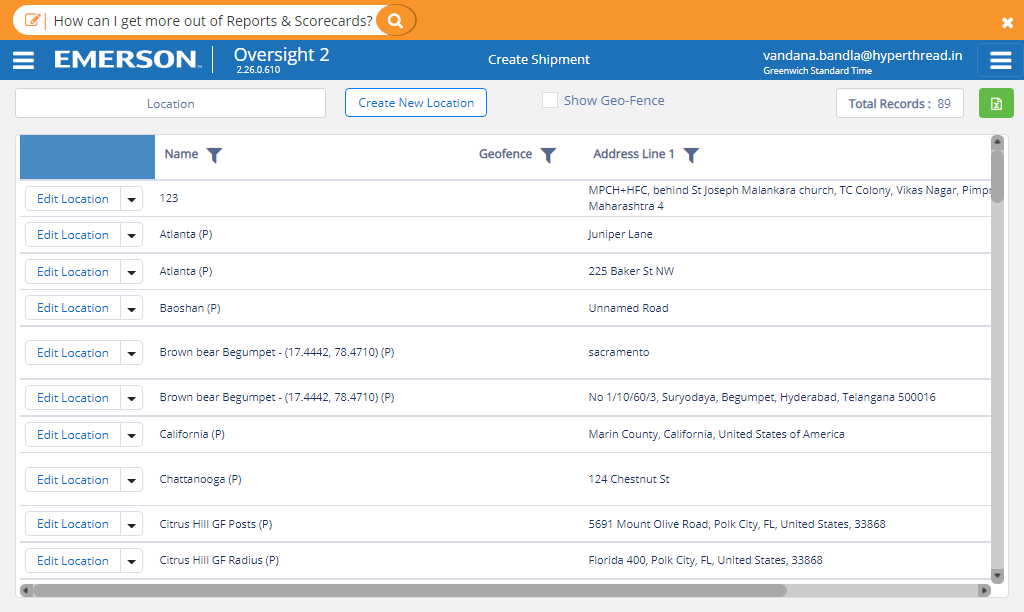 How can I get more out of Reports & Scorecards?
EMERSON
Oversight 2
2.26.0.610
Create Shipment
vandana.bandla@hyperthread.in
Greenwich Standard Time
Location
Create New Location
Show Geo-Fence
Total Records : 89
Name
Geofence
Address Line 1
Edit Location
123
MPCH+HFC, behind St Joseph Malankara church, TC Colony, Vikas Nagar, Pimpr
Maharashtra 4
Edit Location
Atlanta (P)
Juniper Lane
Edit Location
Atlanta (P)
225 Baker St NW
Edit Location
Baoshan (P)
Unnamed Road
Edit Location
Brown bear Begumpet - (17.4442, 78.4710) (P)
sacramento
Edit Location
Brown bear Begumpet - (17.4442, 78.4710) (P)
No 1/10/60/3, Suryodaya, Begumpet, Hyderabad, Telangana 500016
Edit Location
California (P)
Marin County, California, United States of America
Edit Location
Chattanooga (P)
124 Chestnut St
Edit Location
Citrus Hill GF Posts (P)
5691 Mount Olive Road, Polk City, FL, United States, 33868
Edit Location
Citrus Hill GF Radius (P)
Florida 400, Polk City, FL, United States, 33868